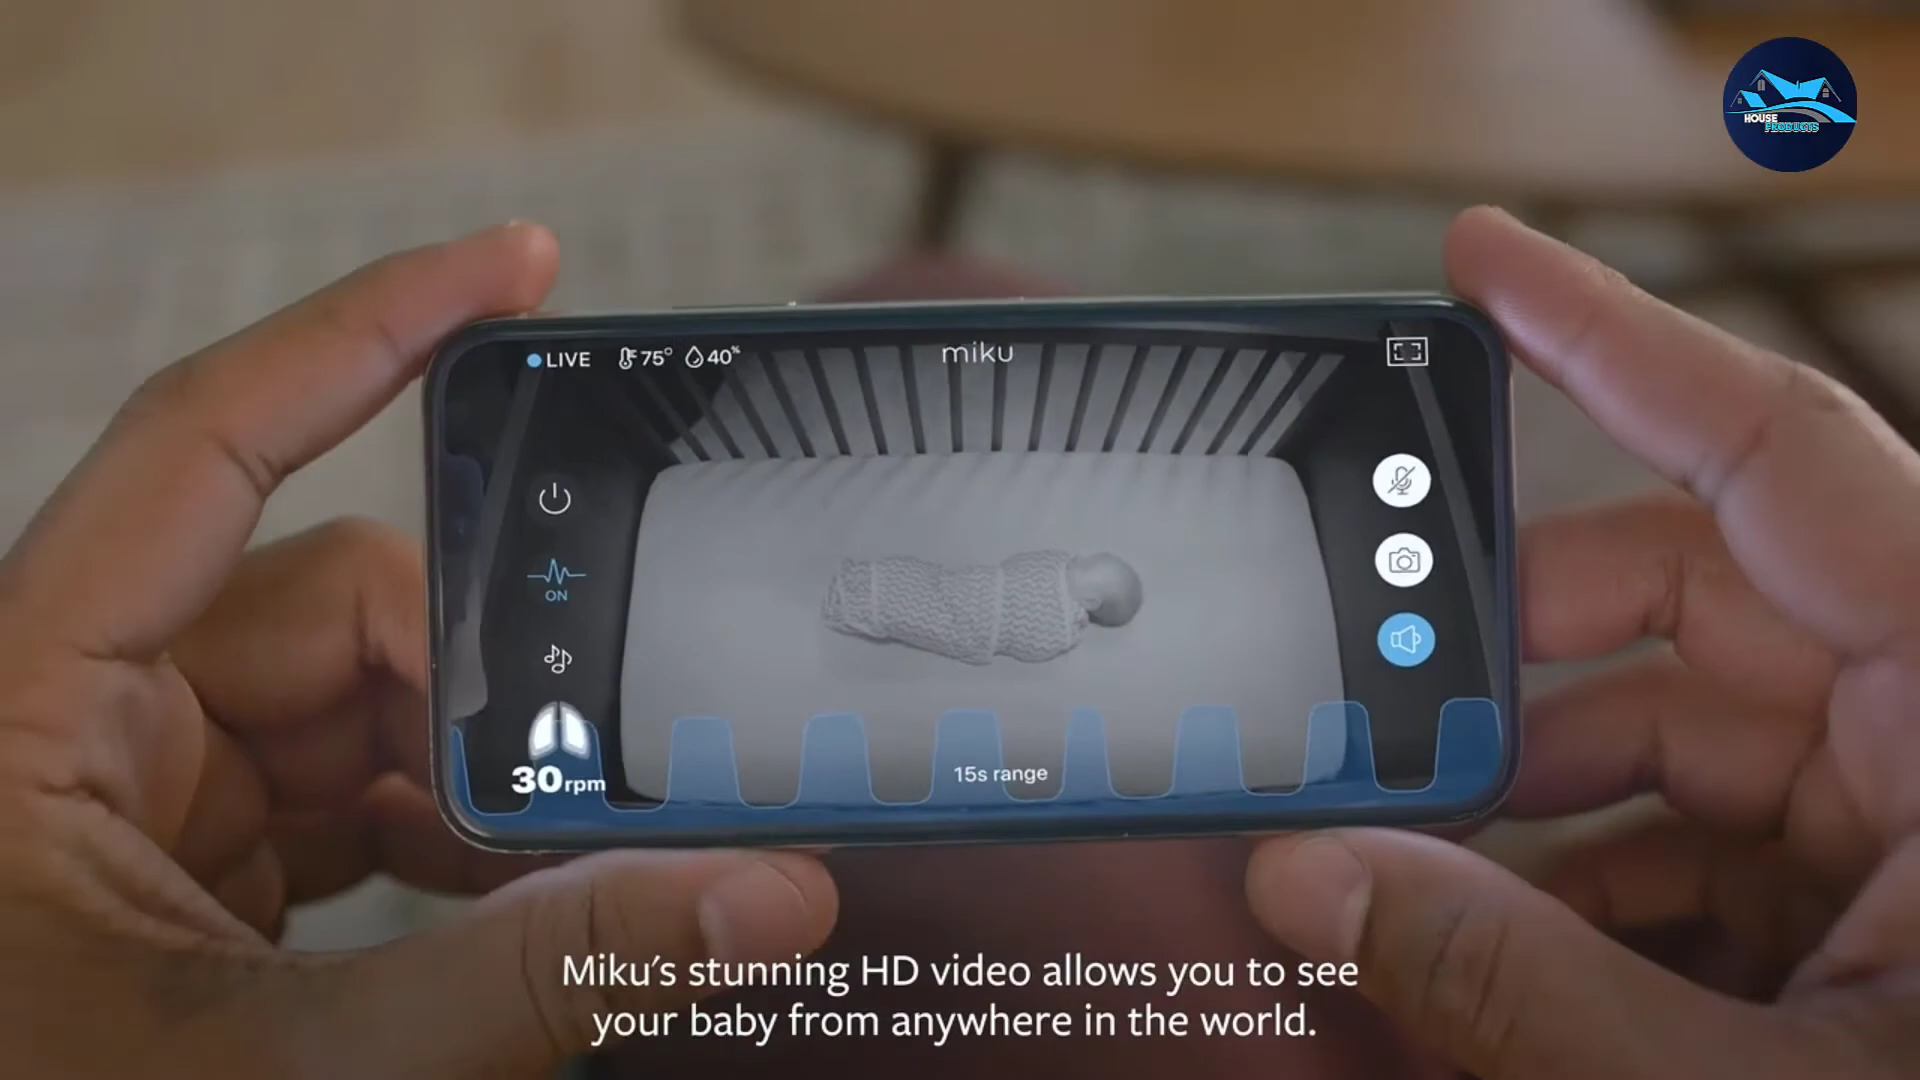 HOUSE
PRODUCTS
LIVE 75° 40%
miku
ON
30rpm
15s range
Miku's stunning HD video allows you to see
your baby from anywhere in the world.